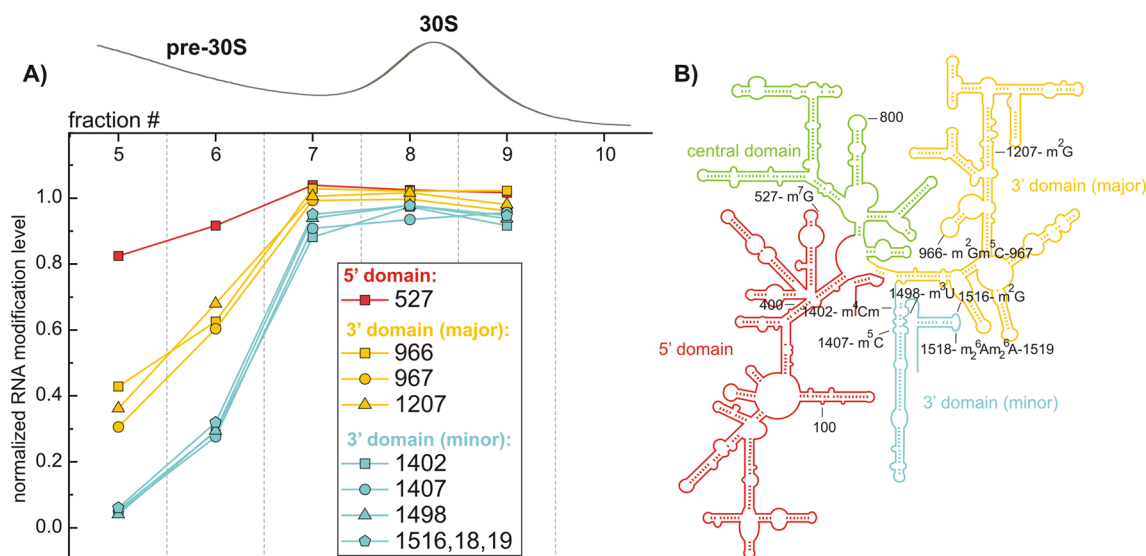 A)
pre-30S
30S
fraction #
5 6 7 8 9 10
normalized RNA modification level
1.0
0.8
0.6
0.4
0.2
0.0
5' domain:
527
3' domain (major):
966
967
1207
3' domain (minor):
1402
1407
1498
1516,18,19
B)
800
central domain
1207- m²G
3' domain (major)
527- m⁷G
966- m²Gm⁵C-967
400
1498- m³U
1516- m²G
1402- m⁴Cm
1407- m⁵C
1518- m₂⁶Am₂⁶A-1519
5' domain
3' domain (minor)
100